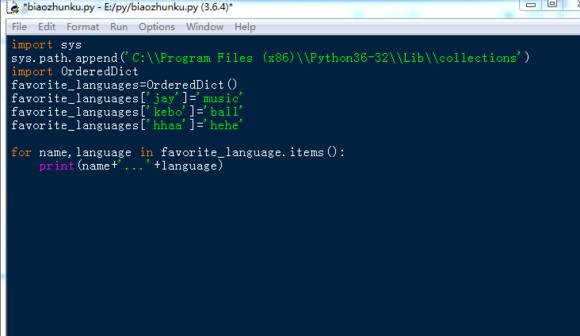 *biaozhunku.py - E:/py/biaozhunku.py (3.6.4)*
File Edit Format Run Options Window Help
import sys
sys.path.append('C:\\Program Files (x86)\\Python36-32\\Lib\\collections')
import OrderedDict
favorite_languages=OrderedDict()
favorite_languages['jay']='music'
favorite_languages['kebo']='ball'
favorite_languages['hhaa']='hehe'
for name,language in favorite_language.items():
    print(name+'...'+language)